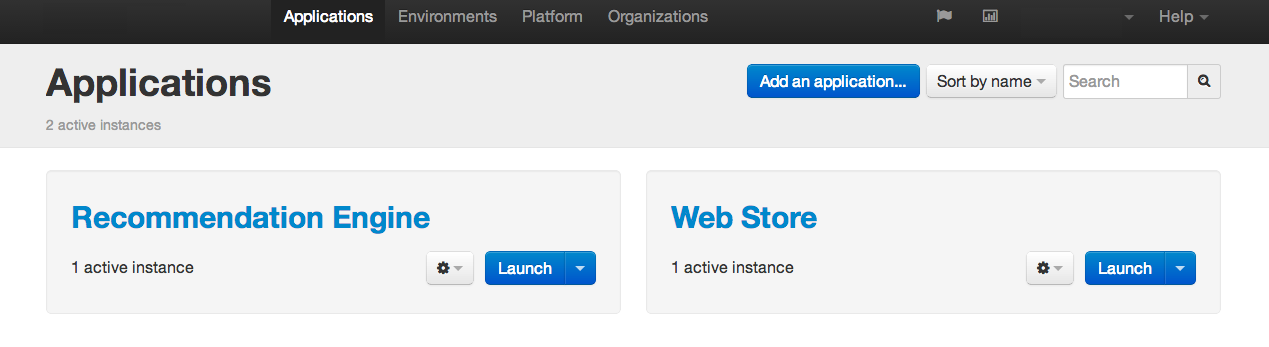 Applications Environments Platform Organizations Help
Applications
Add an application... Sort by name Search
2 active instances
Recommendation Engine
1 active instance Launch
Web Store
1 active instance Launch